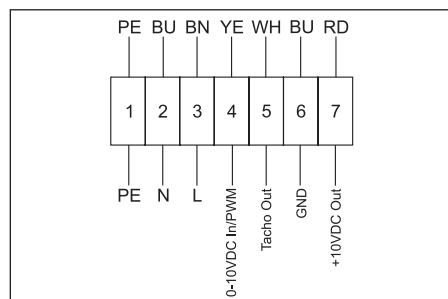 PE BU BN YE WH BU RD
1 2 3 4 5 6 7
PE N L 0-10VDC In/PWM Tacho Out GND +10VDC Out